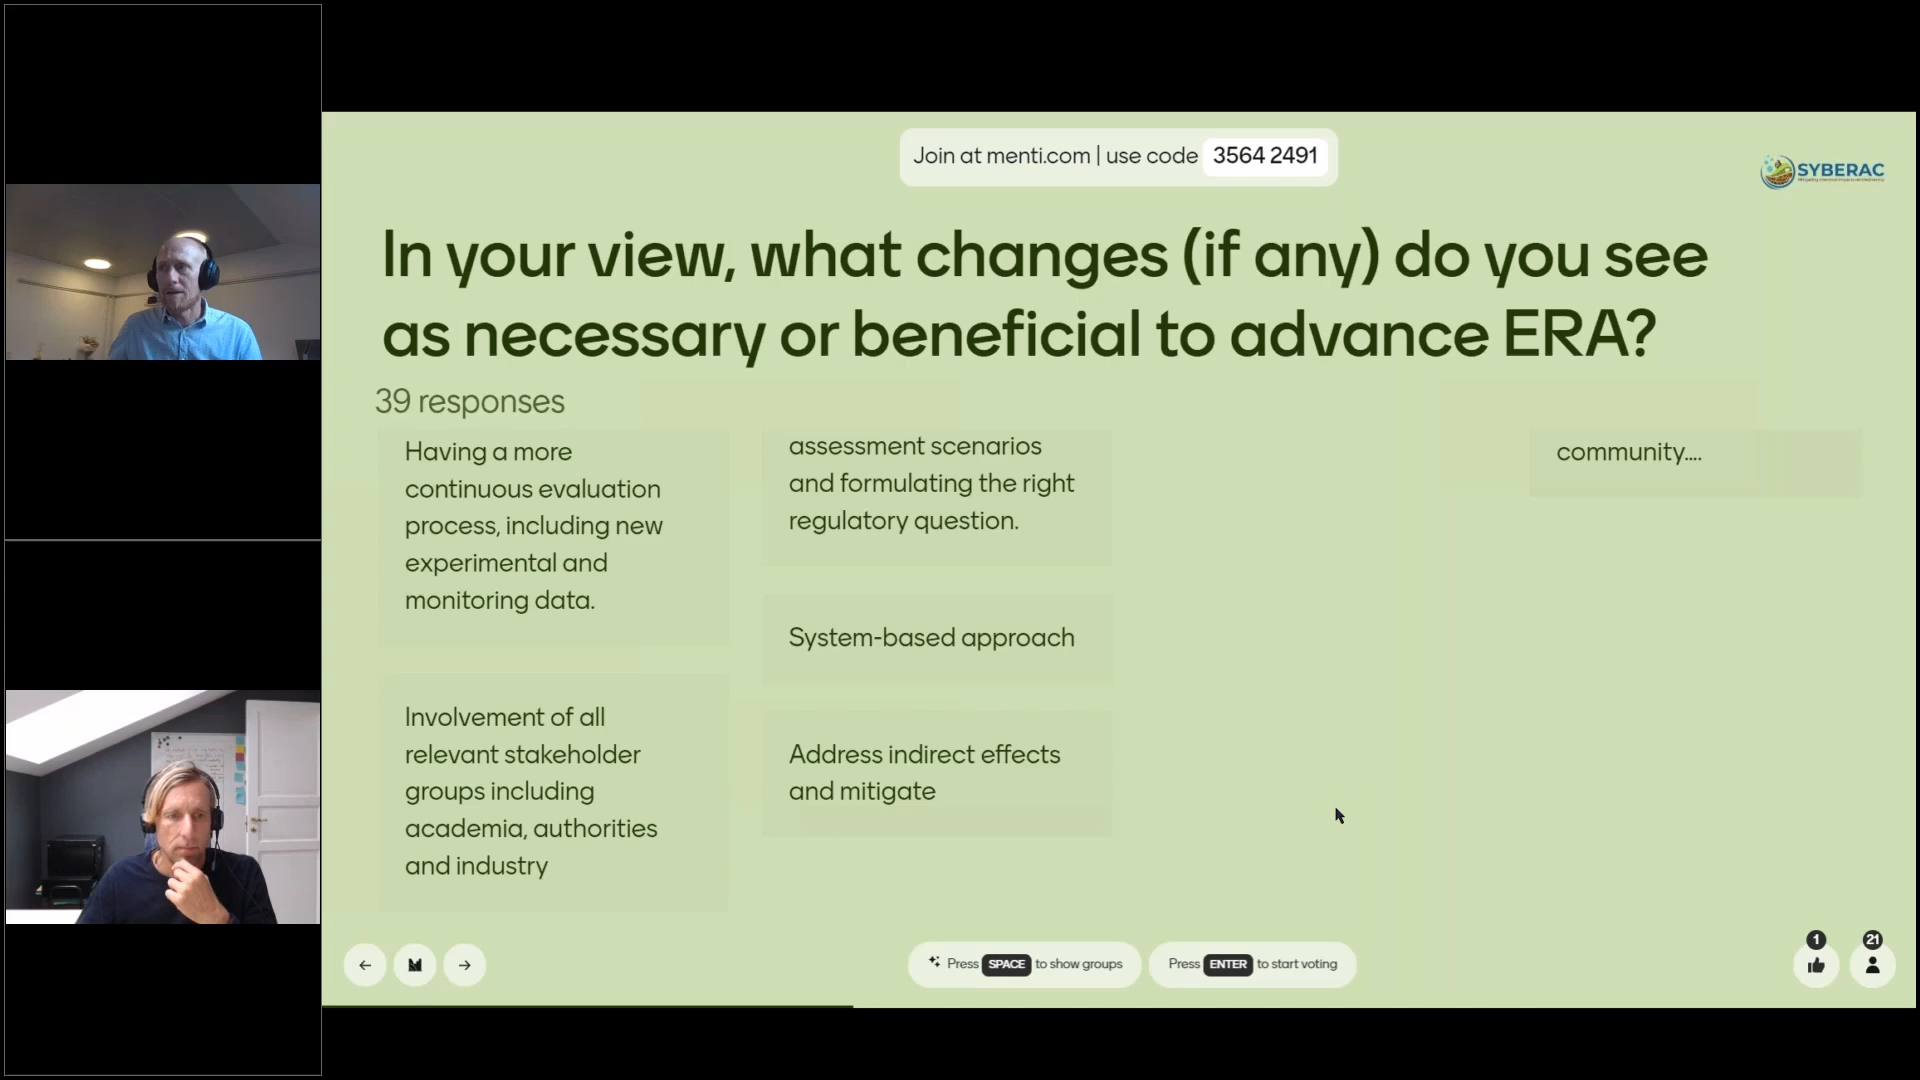 Join at menti.com | use code 3564 2491
SYBERAC
In your view, what changes (if any) do you see
as necessary or beneficial to advance ERA?
39 responses
Having a more
continuous evaluation
process, including new
experimental and
monitoring data.
Involvement of all
relevant stakeholder
groups including
academia, authorities
and industry
assessment scenarios
and formulating the right
regulatory question.
System-based approach
Address indirect effects
and mitigate
community....
Press SPACE to show groups
Press ENTER to start voting
1
21